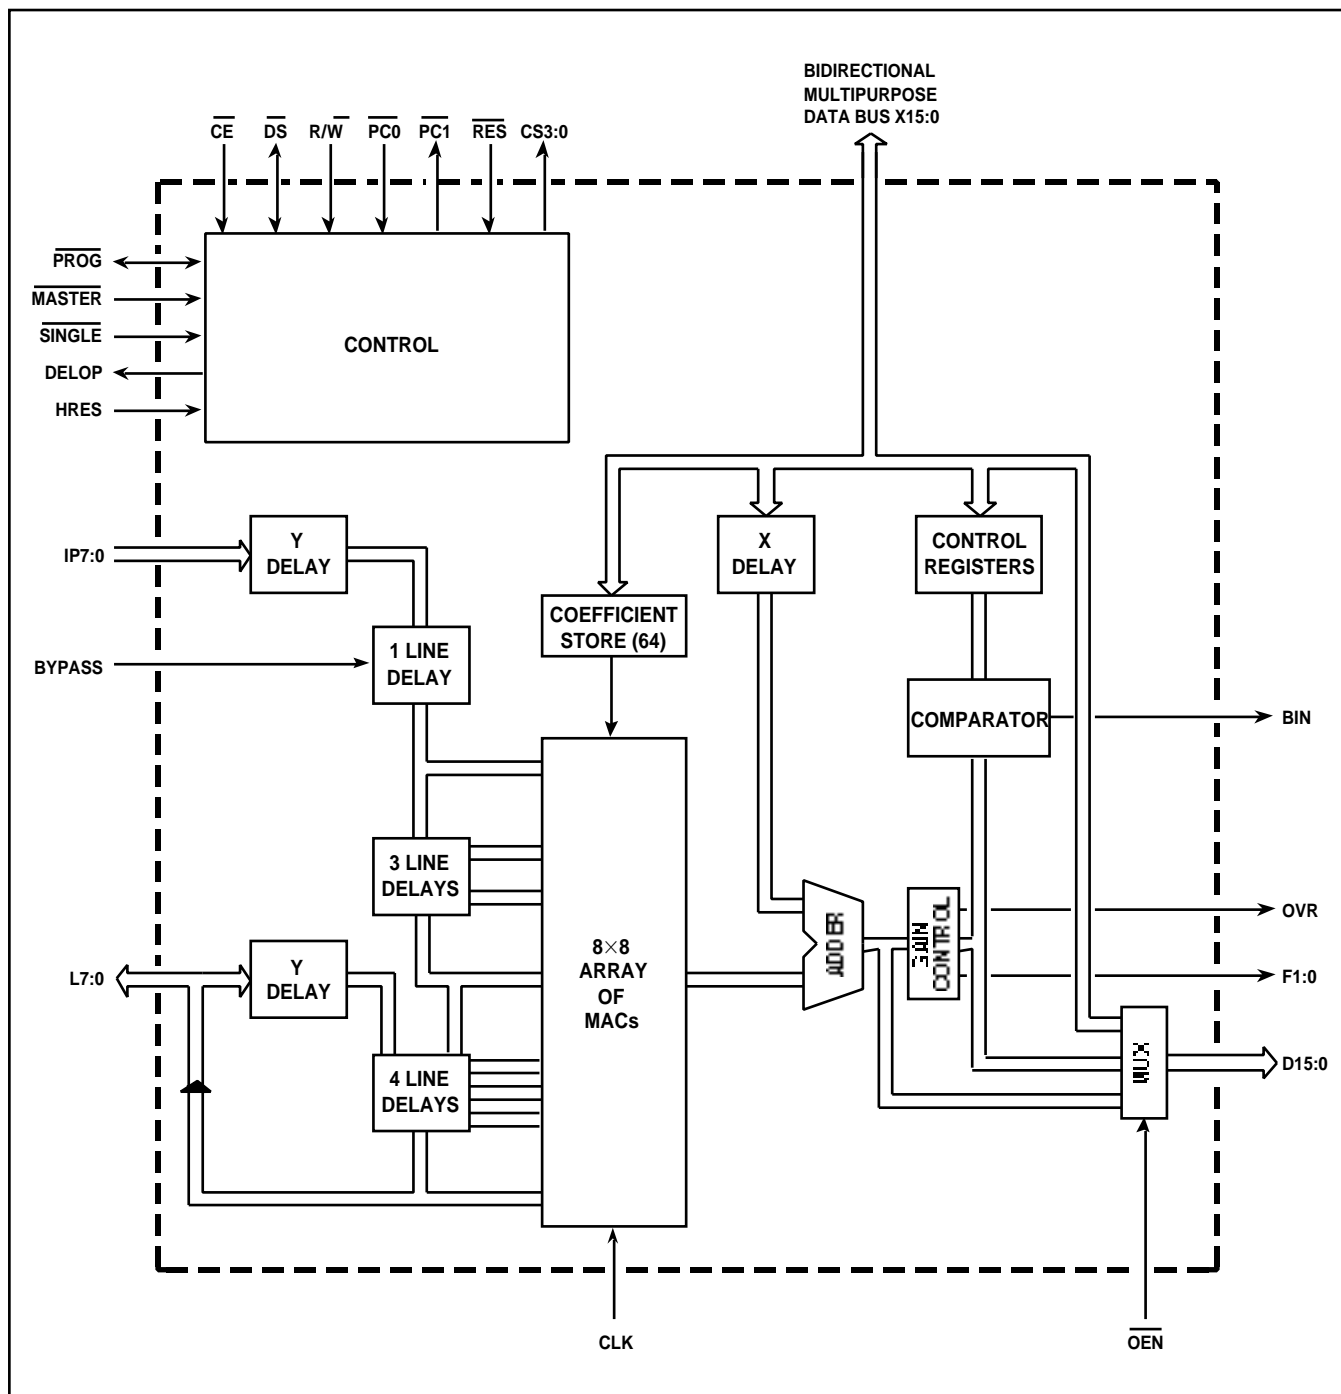 BIDIRECTIONAL
MULTIPURPOSE
DATA BUS X15:0
CE DS R/W PC0 PC1 RES CS3:0
PROG
MASTER
SINGLE
DELOP
HRES
CONTROL
IP7:0
Y
DELAY
X
DELAY
CONTROL
REGISTERS
COEFFICIENT
STORE (64)
BYPASS
1 LINE
DELAY
COMPARATOR
BIN
3 LINE
DELAYS
8×8
ARRAY
OF
MACs
ADDER
GAIN
CONTROL
OVR
F1:0
L7:0
Y
DELAY
4 LINE
DELAYS
MUX
D15:0
CLK
OEN